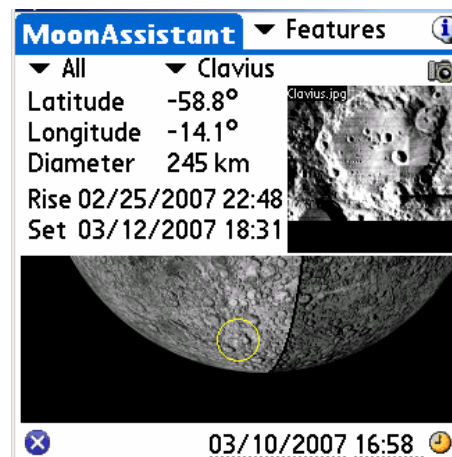 MoonAssistant Features
All Clavius
Latitude -58.8°
Longitude -14.1°
Diameter 245 km
Rise 02/25/2007 22:48
Set 03/12/2007 18:31
Clavius.jpg
03/10/2007 16:58